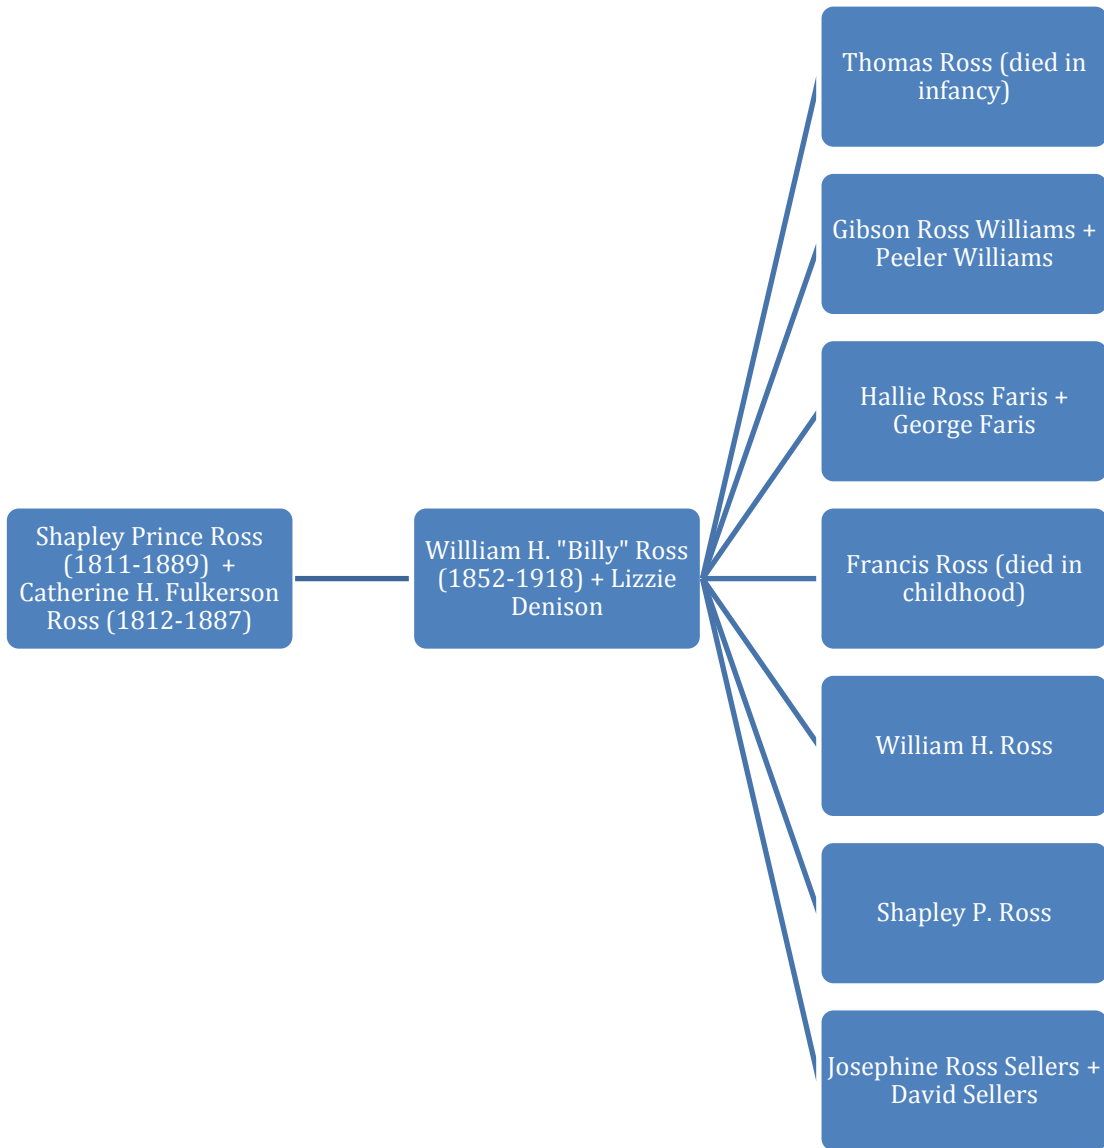 Thomas Ross (died in
infancy)
Gibson Ross Williams +
Peeler Williams
Hallie Ross Faris +
George Faris
Shapley Prince Ross
(1811-1889)  +
Catherine H. Fulkerson
Ross (1812-1887)
Willliam H. "Billy" Ross
(1852-1918) + Lizzie
Denison
Francis Ross (died in
childhood)
William H. Ross
Shapley P. Ross
Josephine Ross Sellers +
David Sellers